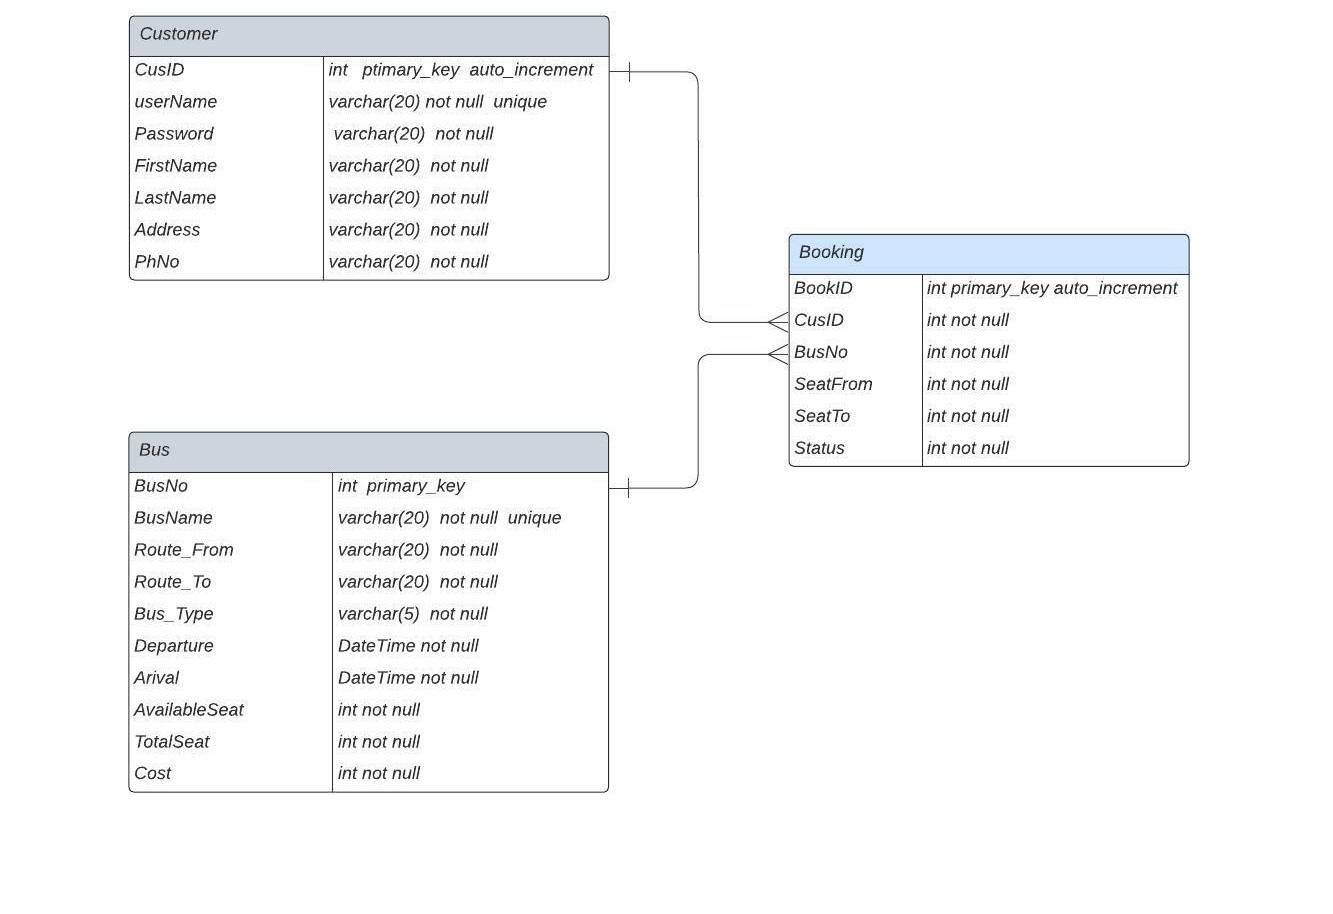 Customer
CusID int ptimary_key auto_increment
userName varchar(20) not null unique
Password varchar(20) not null
FirstName varchar(20) not null
LastName varchar(20) not null
Address varchar(20) not null
PhNo varchar(20) not null
Booking
BookID int primary_key auto_increment
CusID int not null
BusNo int not null
SeatFrom int not null
SeatTo int not null
Status int not null
Bus
BusNo int primary_key
BusName varchar(20) not null unique
Route_From varchar(20) not null
Route_To varchar(20) not null
Bus_Type varchar(5) not null
Departure DateTime not null
Arival DateTime not null
AvailableSeat int not null
TotalSeat int not null
Cost int not null